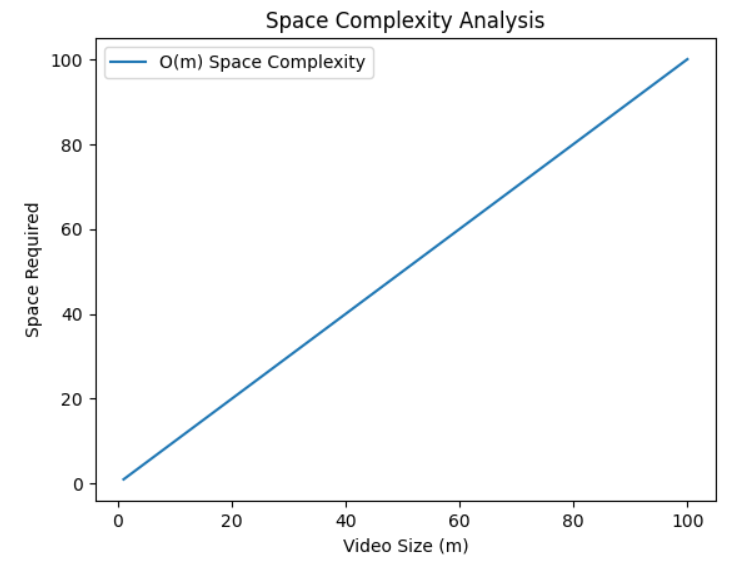 Space Complexity Analysis
O(m) Space Complexity
100
80
60
40
20
0
Space Required
0 20 40 60 80 100
Video Size (m)